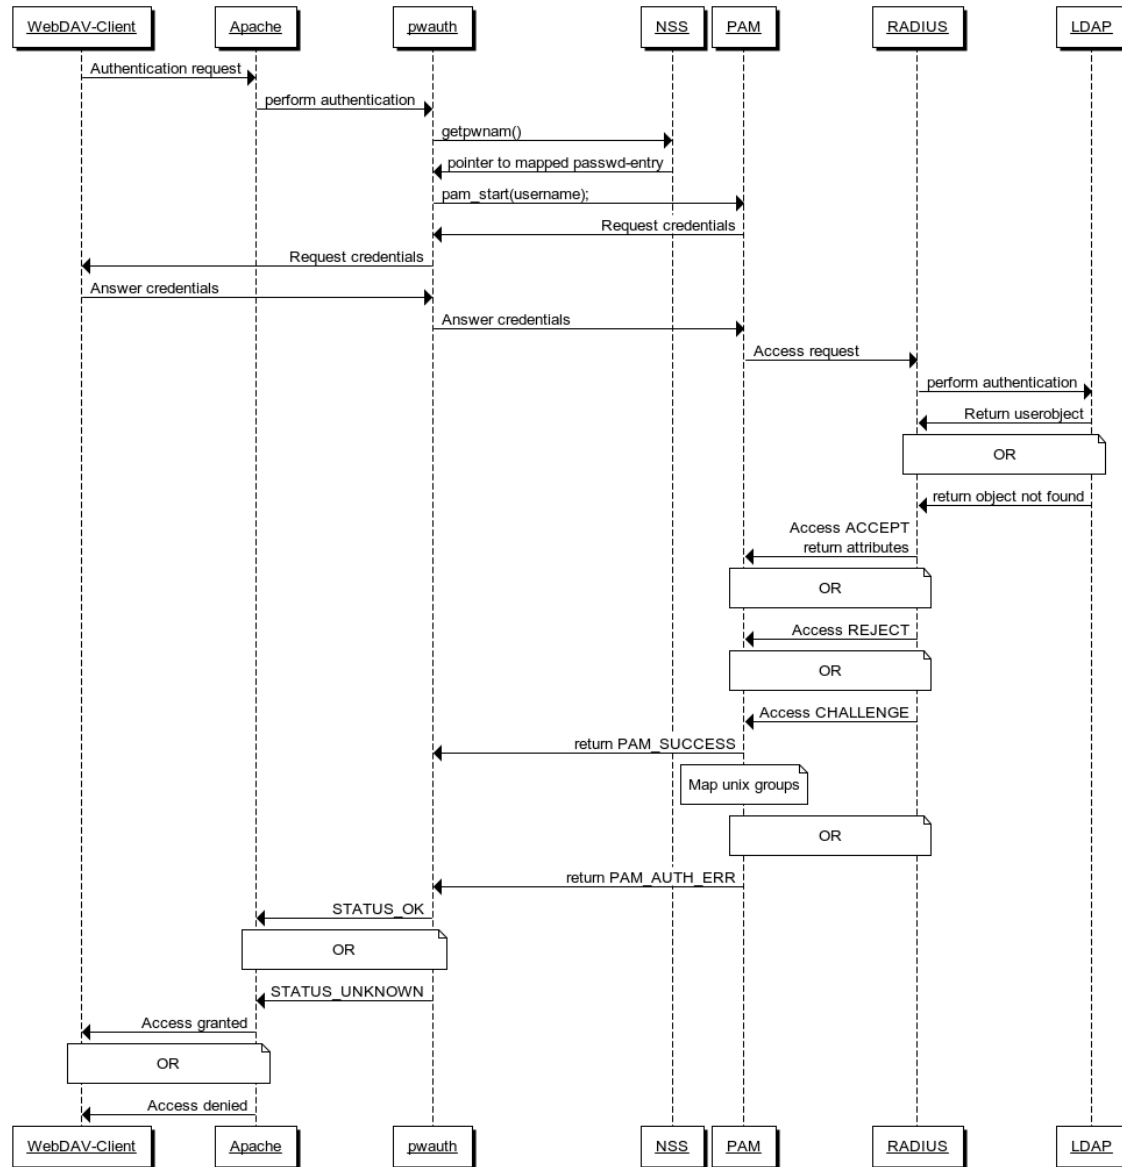 WebDAV-Client Apache pwauth NSS PAM RADIUS LDAP
Authentication request
perform authentication
getpwnam()
pointer to mapped passwd-entry
pam_start(username);
Request credentials
Request credentials
Answer credentials
Answer credentials
Access request
perform authentication
Return userobject
OR
return object not found
Access ACCEPT
return attributes
OR
Access REJECT
OR
Access CHALLENGE
return PAM_SUCCESS
Map unix groups
OR
return PAM_AUTH_ERR
STATUS_OK
OR
STATUS_UNKNOWN
Access granted
OR
Access denied
WebDAV-Client Apache pwauth NSS PAM RADIUS LDAP